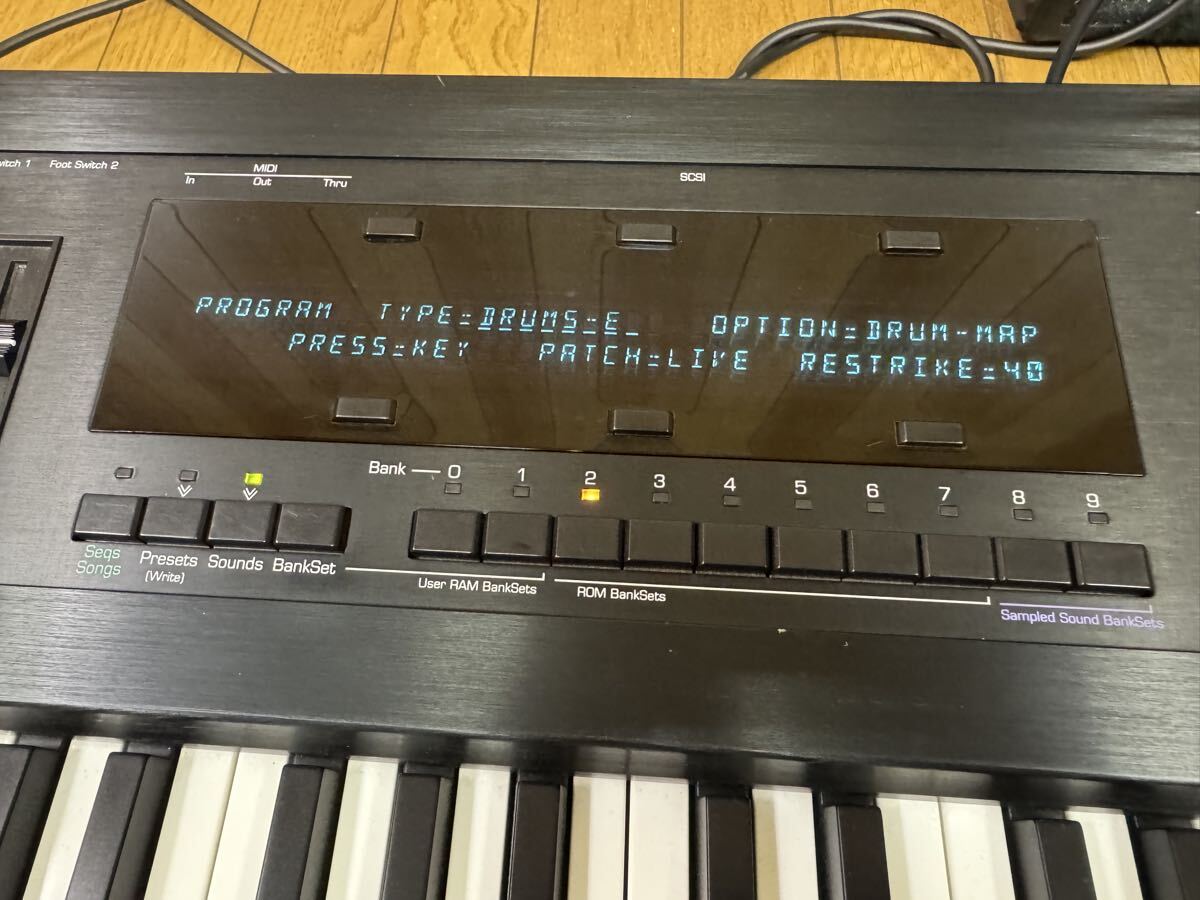 Foot Switch 2
MIDI
In Out Thru
SCSI
PROGRAM TYPE=DRUMS-E_ OPTION=DRUM-MAP
PRESS=KEY PATCH=LIVE RESTRIKE=40
Bank 0 1 2 3 4 5 6 7 8 9
Seqs
Songs
Presets
(Write)
Sounds
BankSet
User RAM BankSets
ROM BankSets
Sampled Sound BankSets